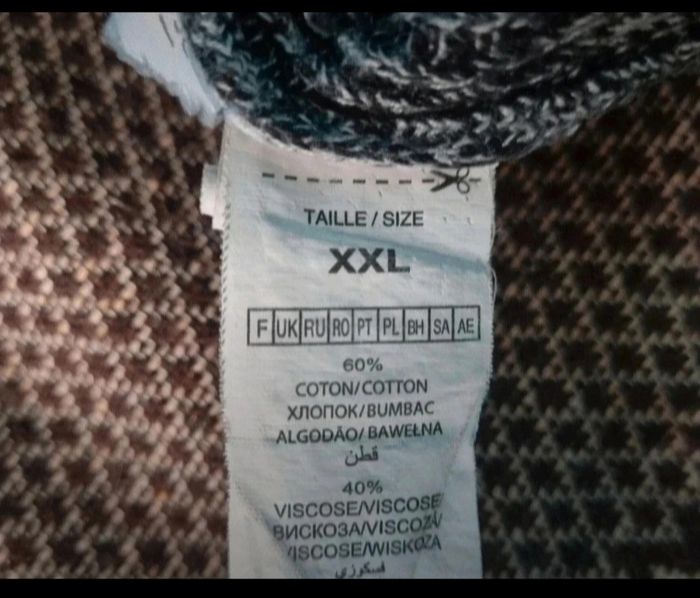 TAILLE / SIZE
XXL
F UK RU RO PT PL BH SA AE
60%
COTON/COTTON
ХЛОПОК/BUMBAC
ALGODÃO/BAWEŁNA
قطن
40%
VISCOSE/VISCOSE
ВИСКОЗА/VISCOZĂ/
VISCOSE/WISKOZA
فسكوزي